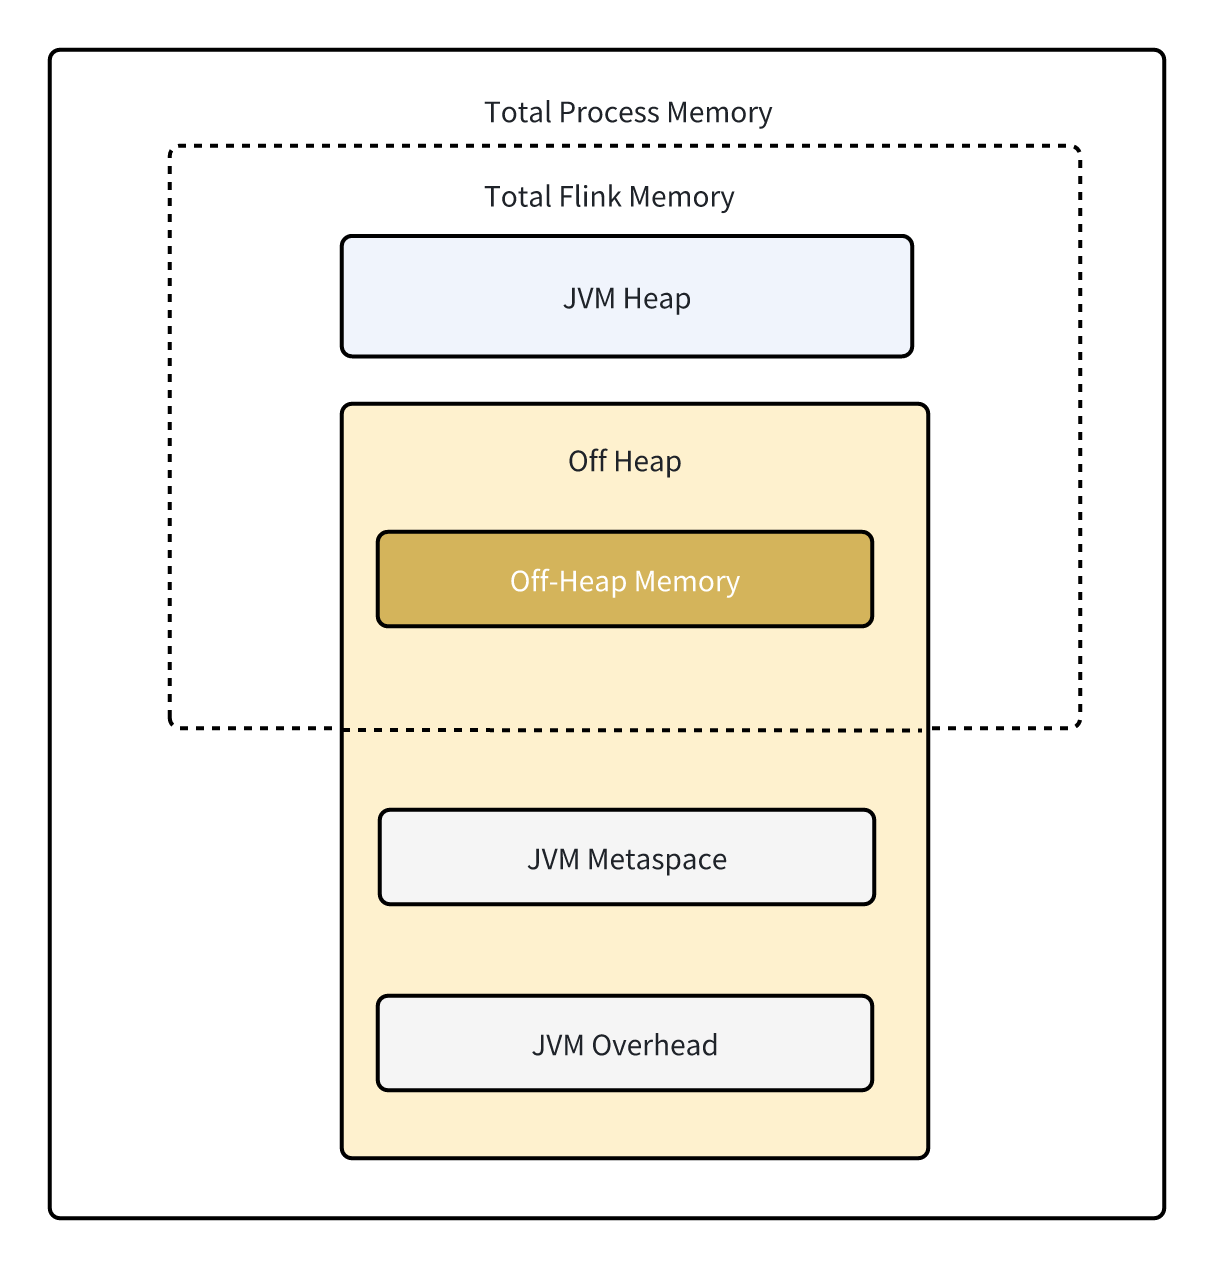 Total Process Memory
Total Flink Memory
JVM Heap
Off Heap
Off-Heap Memory
JVM Metaspace
JVM Overhead